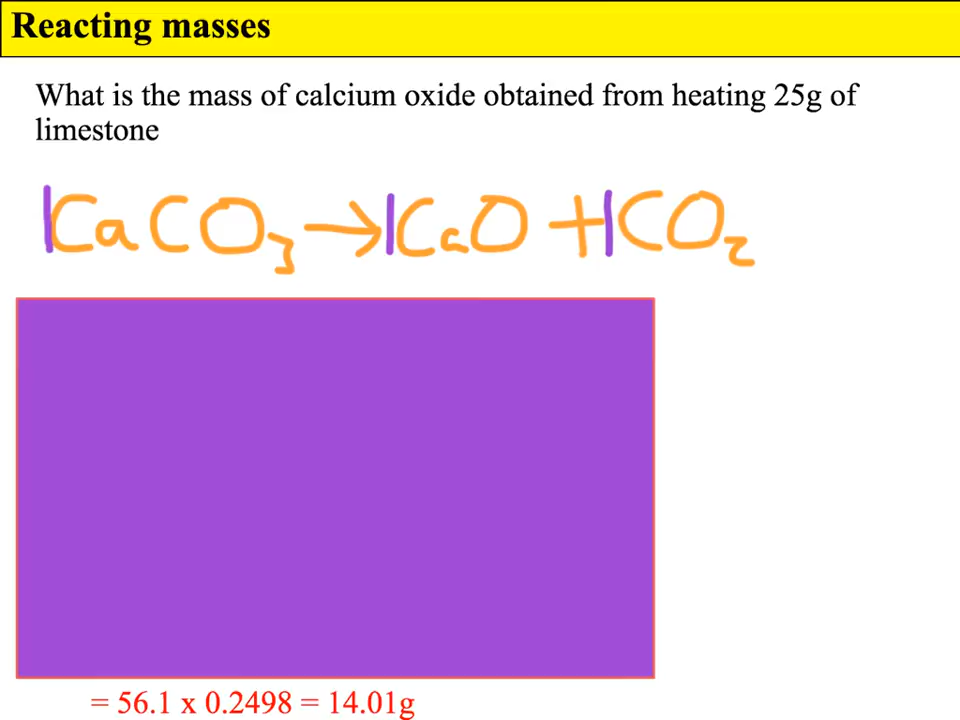 Reacting masses
What is the mass of calcium oxide obtained from heating 25g of
limestone
1CaCO3 → 1CaO + 1CO2
= 56.1 x 0.2498 = 14.01g